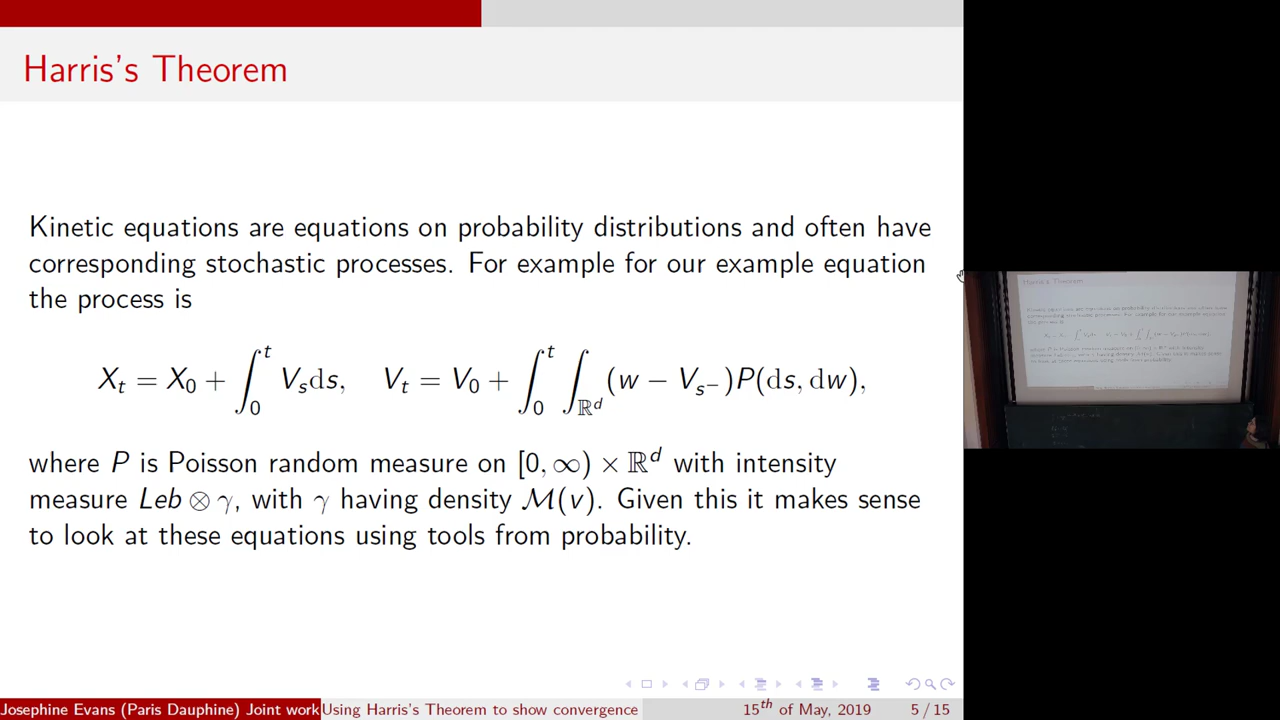 Harris's Theorem
Kinetic equations are equations on probability distributions and often have
corresponding stochastic processes. For example for our example equation
the process is
X_t = X_0 + ∫_0^t V_s ds,   V_t = V_0 + ∫_0^t ∫_{ℝ^d} (w − V_{s^-})P(ds, dw),
where P is Poisson random measure on [0, ∞) × ℝ^d with intensity
measure Leb ⊗ γ, with γ having density ℳ(v). Given this it makes sense
to look at these equations using tools from probability.
Josephine Evans (Paris Dauphine) Joint work Using Harris's Theorem to show convergence 15th of May, 2019 5 / 15
Harris's Theorem